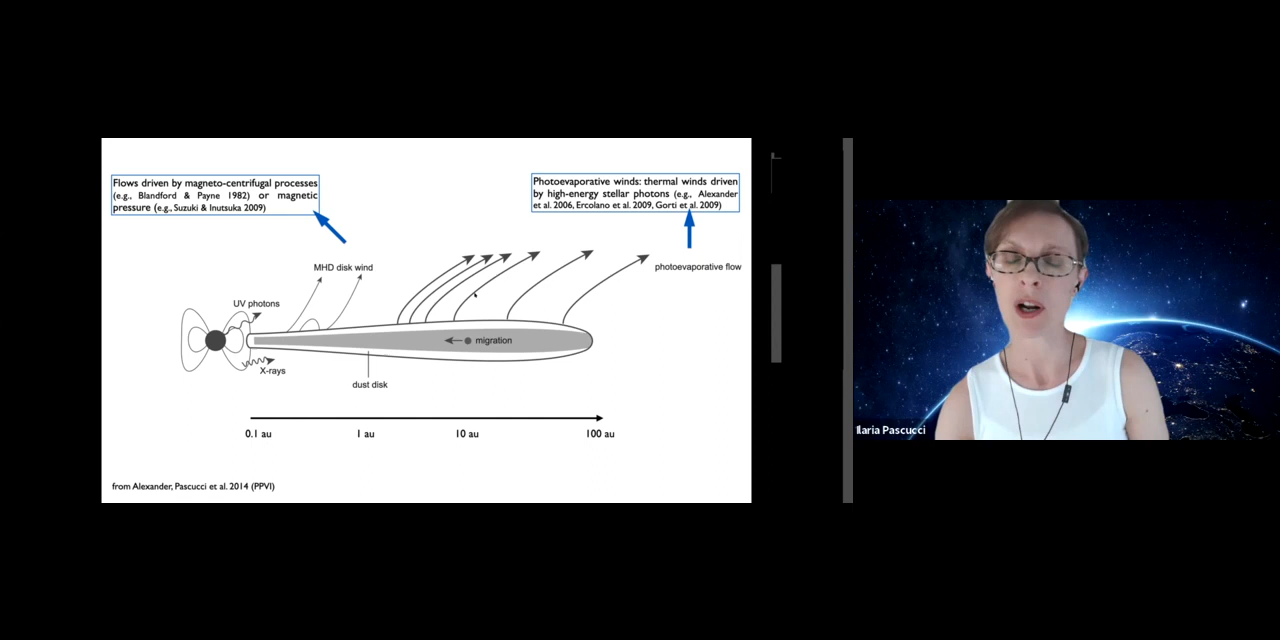 Flows driven by magneto-centrifugal processes
(e.g., Blandford & Payne 1982) or magnetic
pressure (e.g., Suzuki & Inutsuka 2009)
Photoevaporative winds: thermal winds driven
by high-energy stellar photons (e.g., Alexander
et al. 2006, Ercolano et al. 2009, Gorti et al. 2009)
MHD disk wind
photoevaporative flow
UV photons
migration
X-rays
dust disk
0.1 au
1 au
10 au
100 au
Ilaria Pascucci
from Alexander, Pascucci et al. 2014 (PPVI)